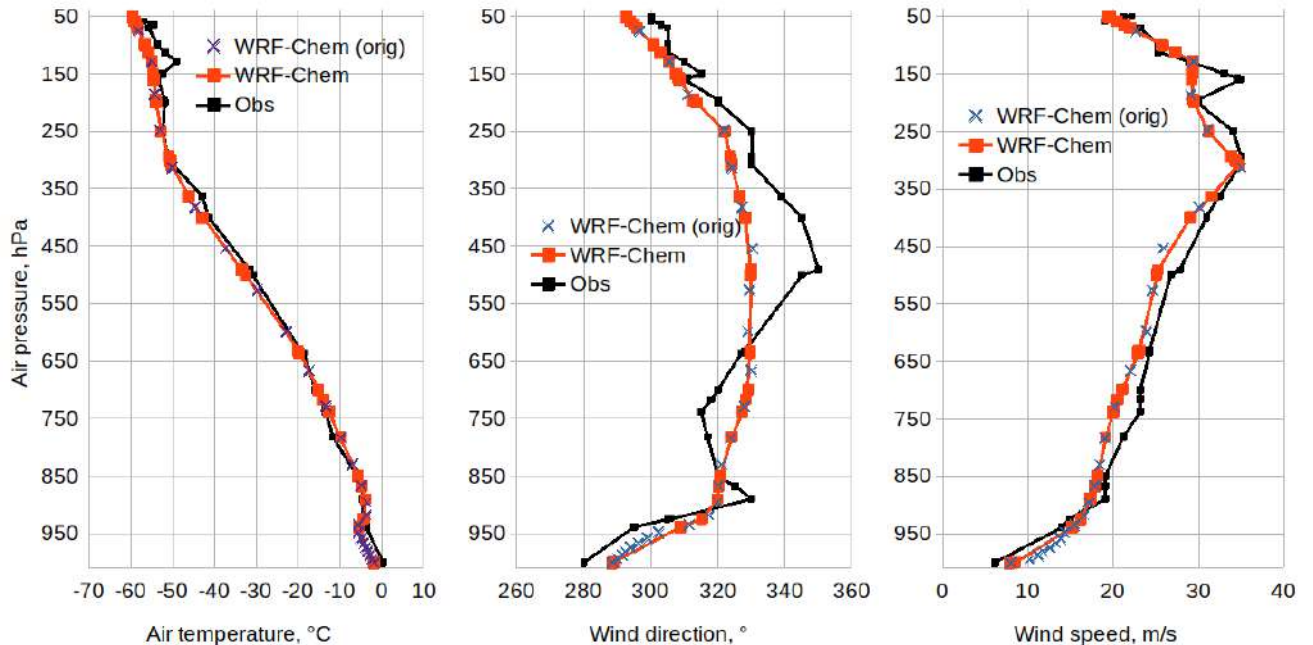 50
150
250
350
450
550
650
750
850
950
Air pressure, hPa
WRF-Chem (orig)
WRF-Chem
Obs
-70 -60 -50 -40 -30 -20 -10 0 10
Air temperature, °C
50
150
250
350
450
550
650
750
850
950
WRF-Chem (orig)
WRF-Chem
Obs
260 280 300 320 340 360
Wind direction, °
50
150
250
350
450
550
650
750
850
950
WRF-Chem (orig)
WRF-Chem
Obs
0 10 20 30 40
Wind speed, m/s